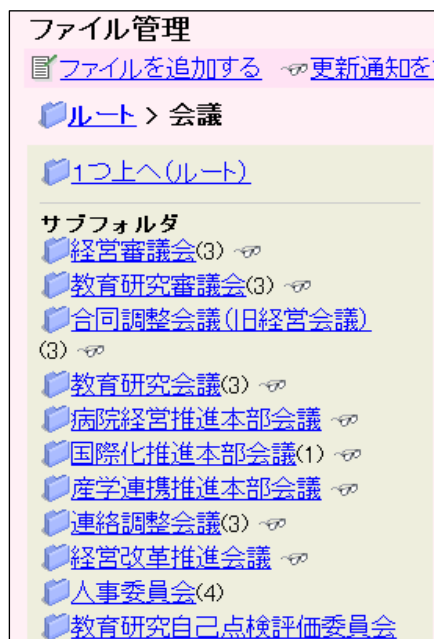 ファイル管理
ファイルを追加する 更新通知を
ルート > 会議
1つ上へ(ルート)
サブフォルダ
経営審議会(3)
教育研究審議会(3)
合同調整会議(旧経営会議)
(3)
教育研究会議(3)
病院経営推進本部会議
国際化推進本部会議(1)
産学連携推進本部会議
連絡調整会議(3)
経営改革推進会議
人事委員会(4)
教育研究自己点検評価委員会